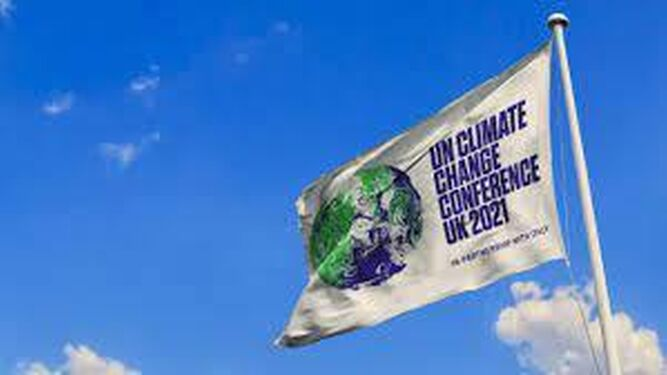 UN CLIMATE
CHANGE
CONFERENCE
UK 2021
IN PARTNERSHIP WITH ITALY